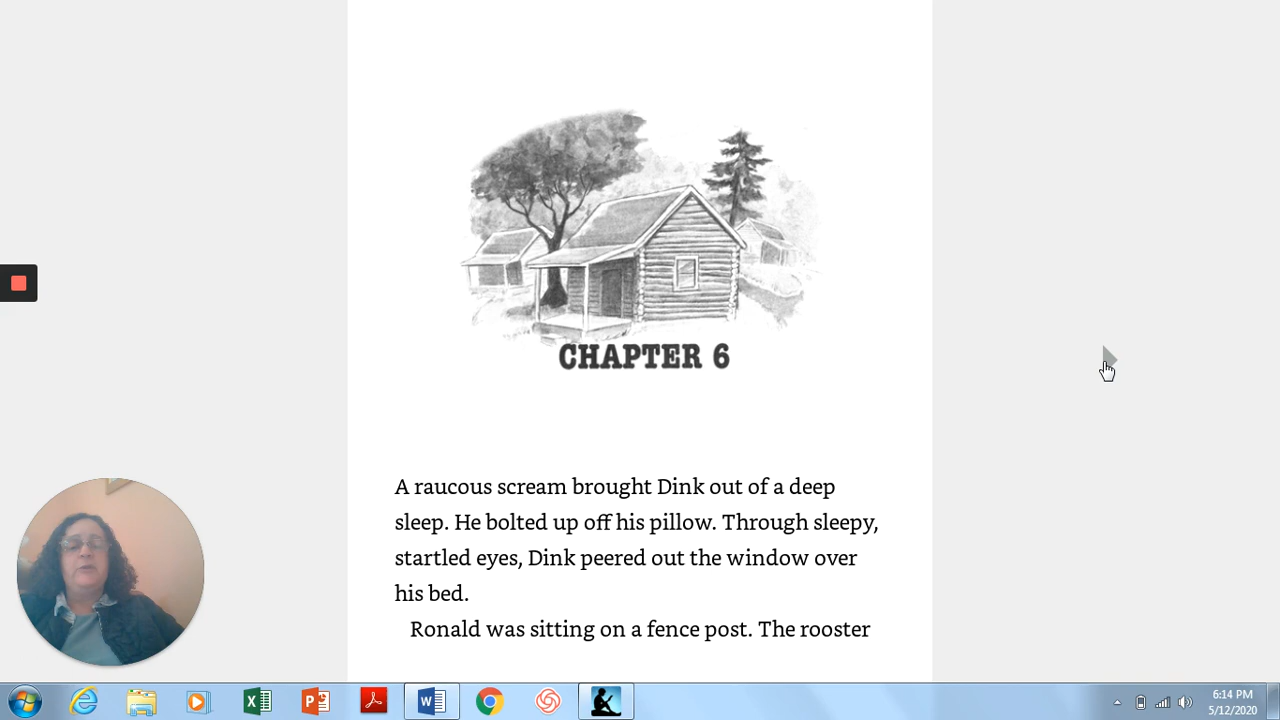 CHAPTER 6
A raucous scream brought Dink out of a deep
sleep. He bolted up off his pillow. Through sleepy,
startled eyes, Dink peered out the window over
his bed.
Ronald was sitting on a fence post. The rooster
6:14 PM
5/12/2020